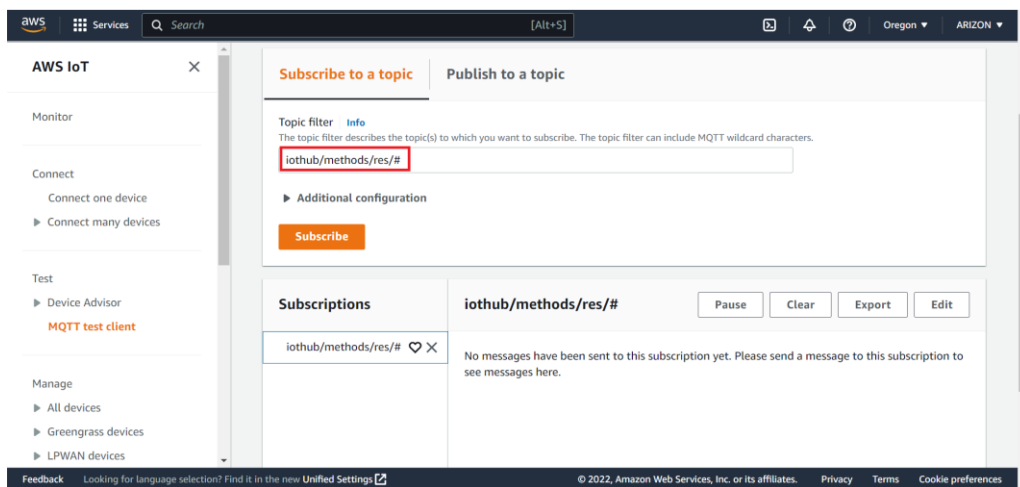 aws Services Search [Alt+S] Oregon ▼ ARIZON ▼
AWS IoT
Monitor
Connect
Connect one device
Connect many devices
Test
Device Advisor
MQTT test client
Manage
All devices
Greengrass devices
LPWAN devices
Subscribe to a topic Publish to a topic
Topic filter Info
The topic filter describes the topic(s) to which you want to subscribe. The topic filter can include MQTT wildcard characters.
iothub/methods/res/#
Additional configuration
Subscribe
Subscriptions
iothub/methods/res/#
iothub/methods/res/# Pause Clear Export Edit
No messages have been sent to this subscription yet. Please send a message to this subscription to
see messages here.
Feedback Looking for language selection? Find it in the new Unified Settings © 2022, Amazon Web Services, Inc. or its affiliates. Privacy Terms Cookie preferences